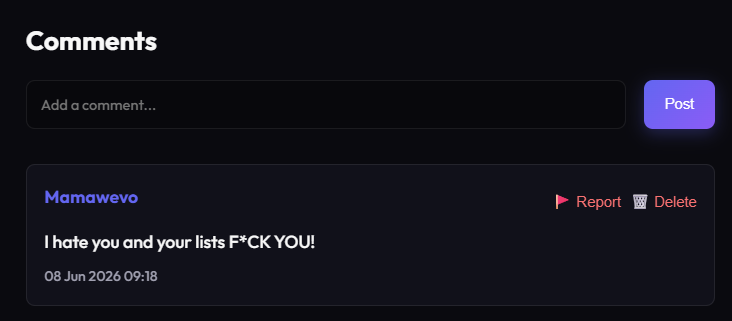 Comments
Add a comment...
Post
Mamawevo
Report
Delete
I hate you and your lists F*CK YOU!
08 Jun 2026 09:18